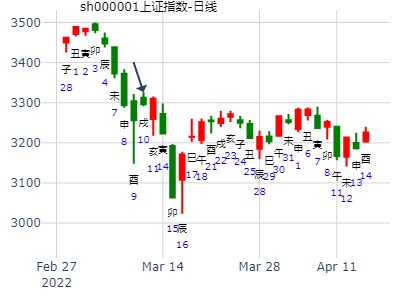 sh000001上证指数-日线
3500
3400
3300
3200
3100
3000
子
28
丑
1
寅
2
卯
3
辰
4
未
7
申
8
酉
9
戌
10
亥
11
寅
14
卯
15
辰
16
巳
17
午
18
未
21
酉
22
亥
23
子
24
丑
25
辰
28
巳
29
午
30
未
31
申
1
酉
6
寅
7
卯
8
午
11
未
12
申
13
酉
14
Feb 27
2022
Mar 14
Mar 28
Apr 11